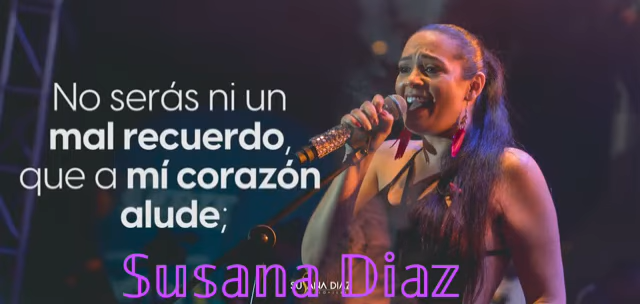 No serás ni un
mal recuerdo,
que a mí corazón
alude;
SUSANA DIAZ
Susana Diaz